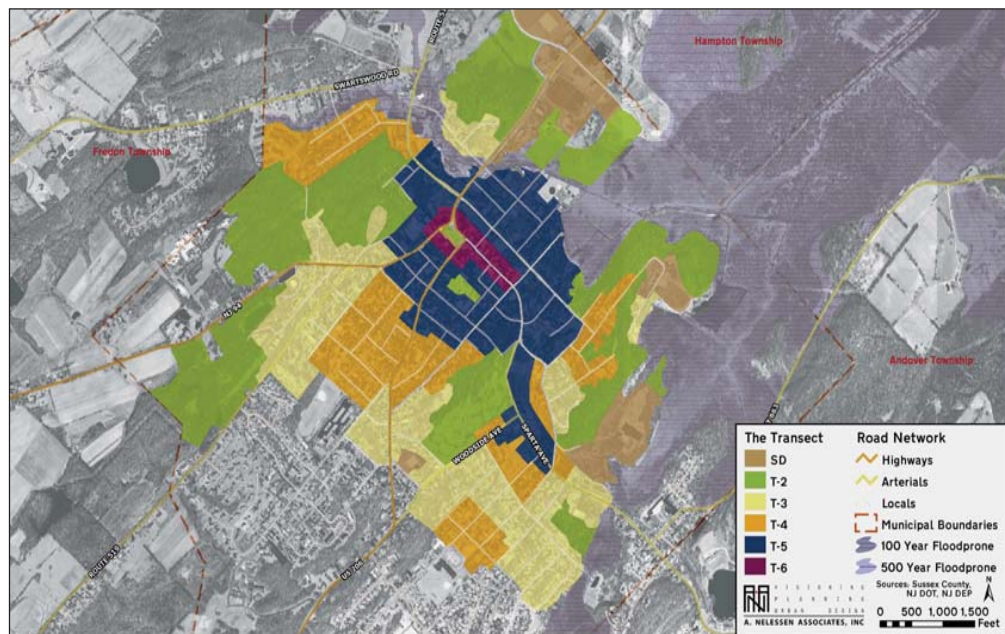 Hampton Township
SWARTSWOOD RD
Fredon Township
NJ 94
Andover Township
WOODSIDE AVE
SPARTA AVE
ROUTE 519
US 206
The Transect
SD
T-2
T-3
T-4
T-5
T-6
Road Network
Highways
Arterials
Locals
Municipal Boundaries
100 Year Floodprone
500 Year Floodprone
Sources: Sussex County,
NJ DOT, NJ DEP
N
0 500 1,000 1,500
Feet
VISIONING
PLANNING
URBAN DESIGN
A. NELESSEN ASSOCIATES, INC